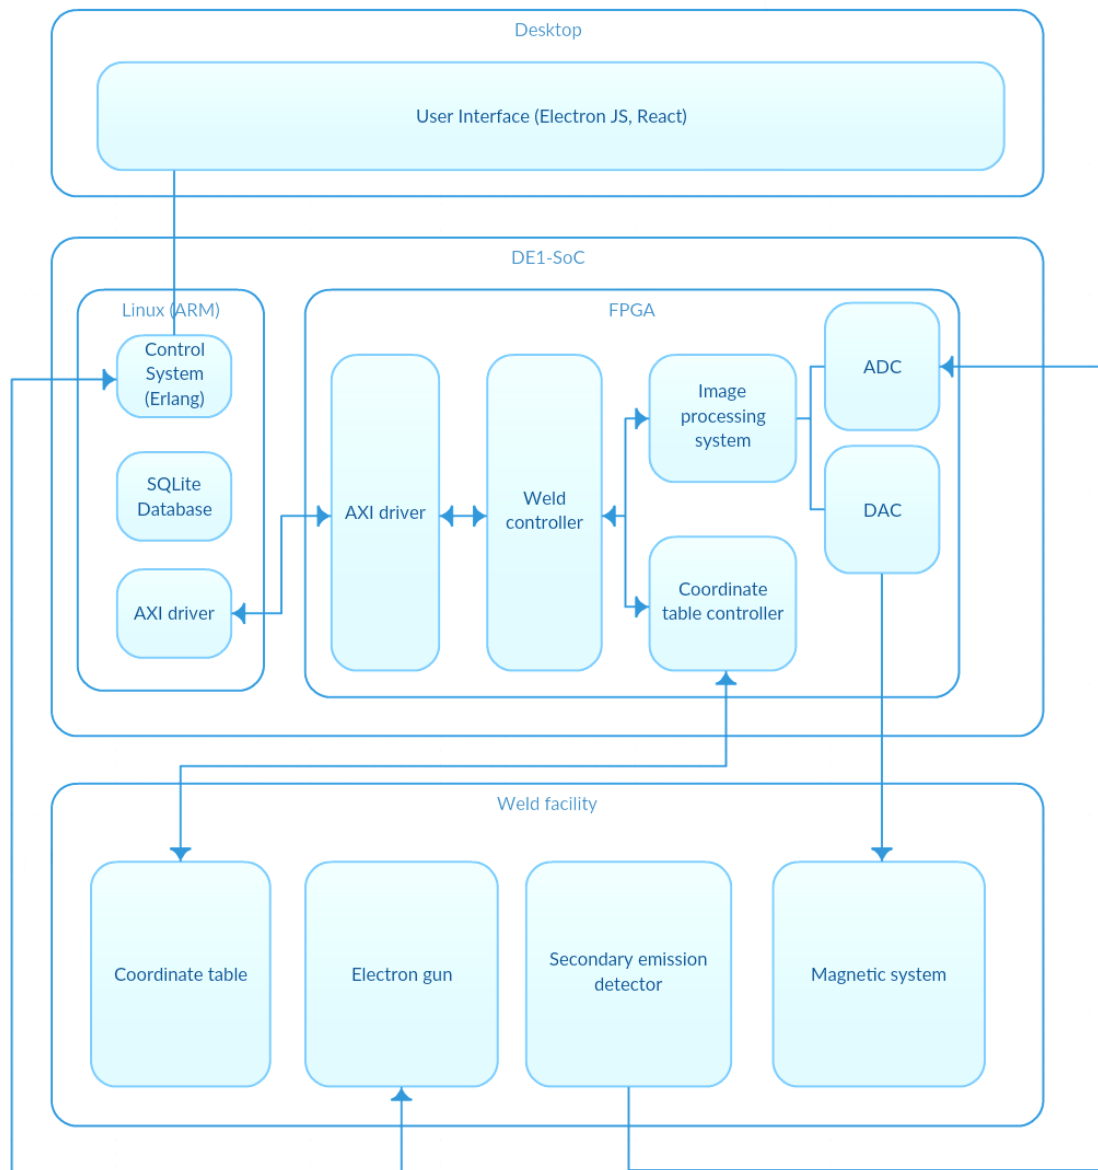 Desktop
User Interface (Electron JS, React)
DE1-SoC
Linux (ARM)
Control
System
(Erlang)
SQLite
Database
AXI driver
FPGA
AXI driver
Weld
controller
Image
processing
system
Coordinate
table controller
ADC
DAC
Weld facility
Coordinate table
Electron gun
Secondary emission
detector
Magnetic system